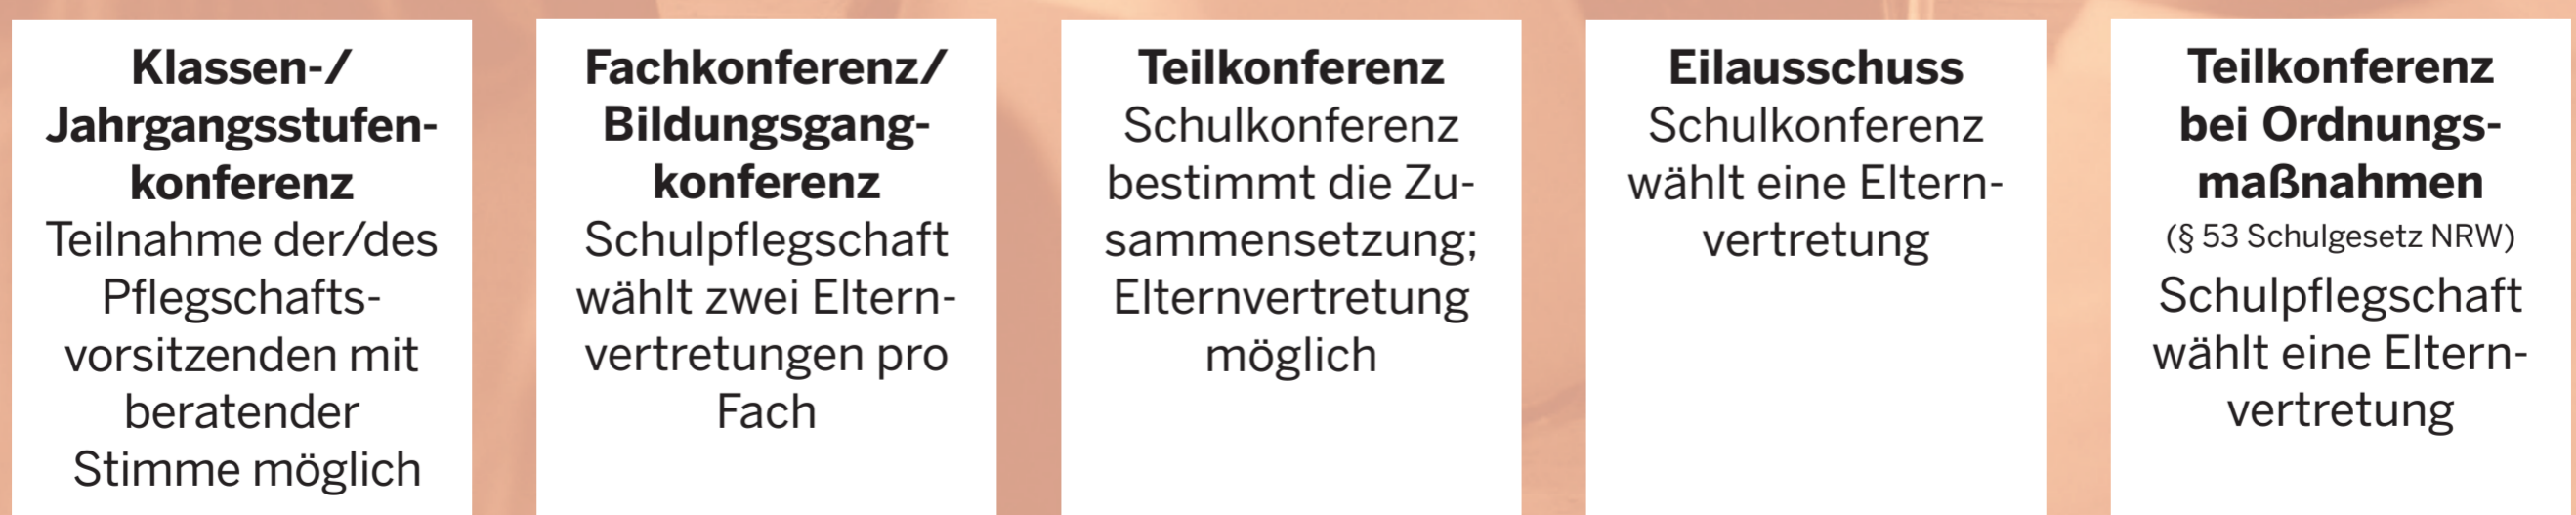 Klassen-/
Jahrgangsstufen-
konferenz
Teilnahme der/des
Pflegschafts-
vorsitzenden mit
beratender
Stimme möglich
Fachkonferenz/
Bildungsgang-
konferenz
Schulpflegschaft
wählt zwei Eltern-
vertretungen pro
Fach
Teilkonferenz
Schulkonferenz
bestimmt die Zu-
sammensetzung;
Elternvertretung
möglich
Eilausschuss
Schulkonferenz
wählt eine Eltern-
vertretung
Teilkonferenz
bei Ordnungs-
maßnahmen
(§ 53 Schulgesetz NRW)
Schulpflegschaft
wählt eine Eltern-
vertretung